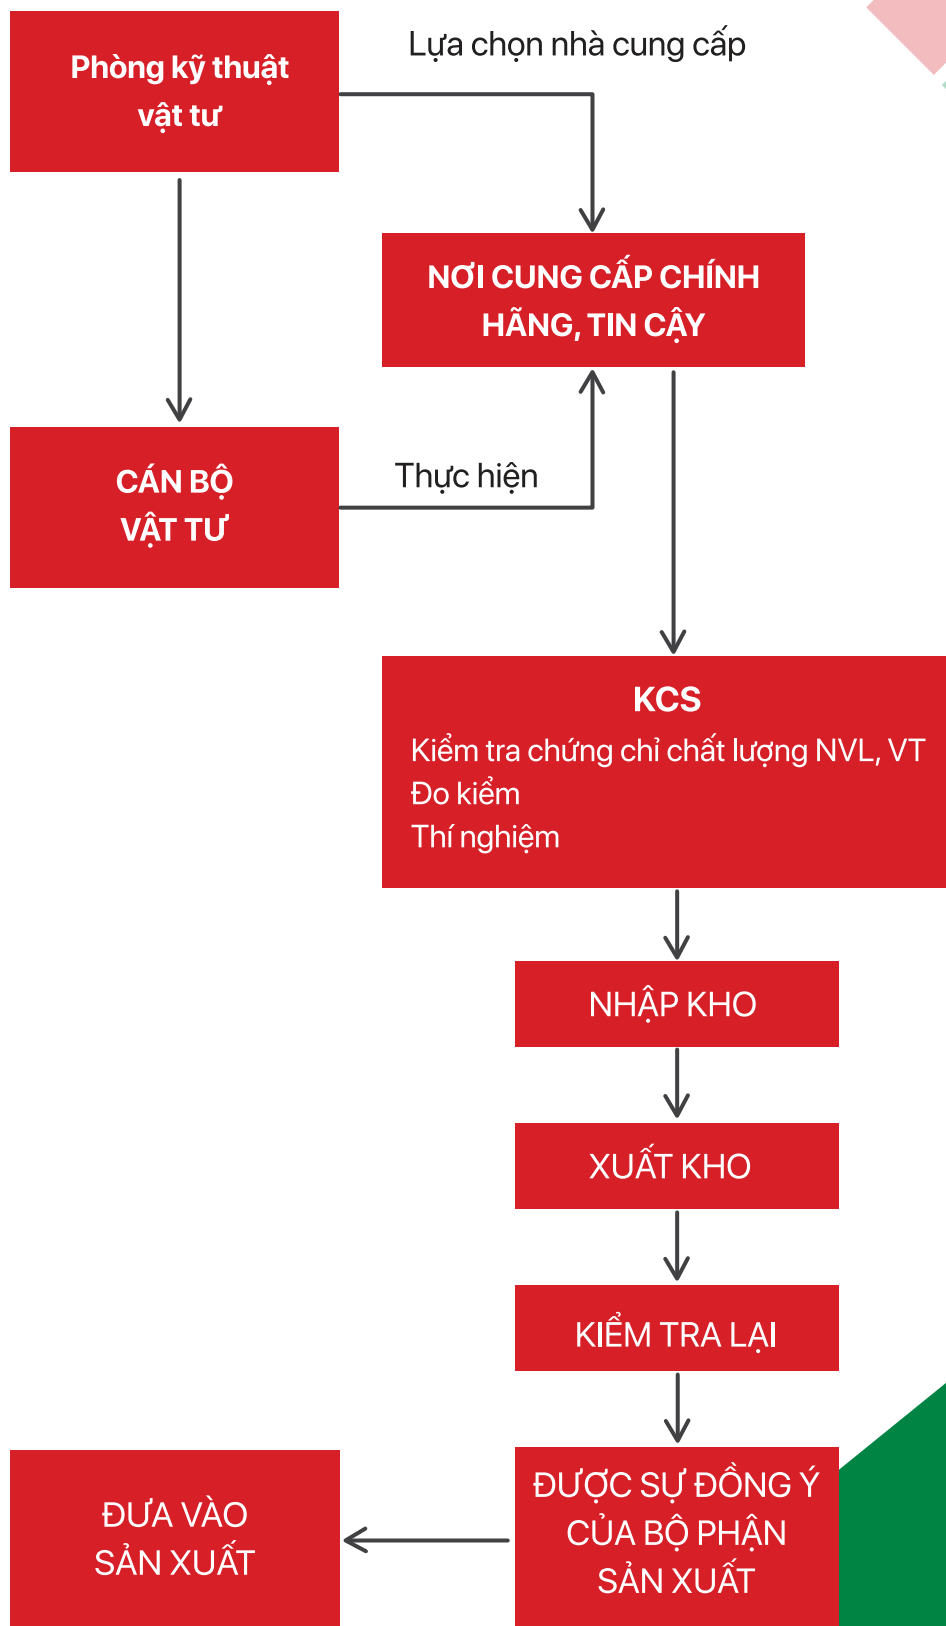 Phòng kỹ thuật
vật tư
Lựa chọn nhà cung cấp
NƠI CUNG CẤP CHÍNH
HÃNG, TIN CẬY
CÁN BỘ
VẬT TƯ
Thực hiện
KCS
Kiểm tra chứng chỉ chất lượng NVL, VT
Đo kiểm
Thí nghiệm
NHẬP KHO
XUẤT KHO
KIỂM TRA LẠI
ĐƯỢC SỰ ĐỒNG Ý
CỦA BỘ PHẬN
SẢN XUẤT
ĐƯA VÀO
SẢN XUẤT